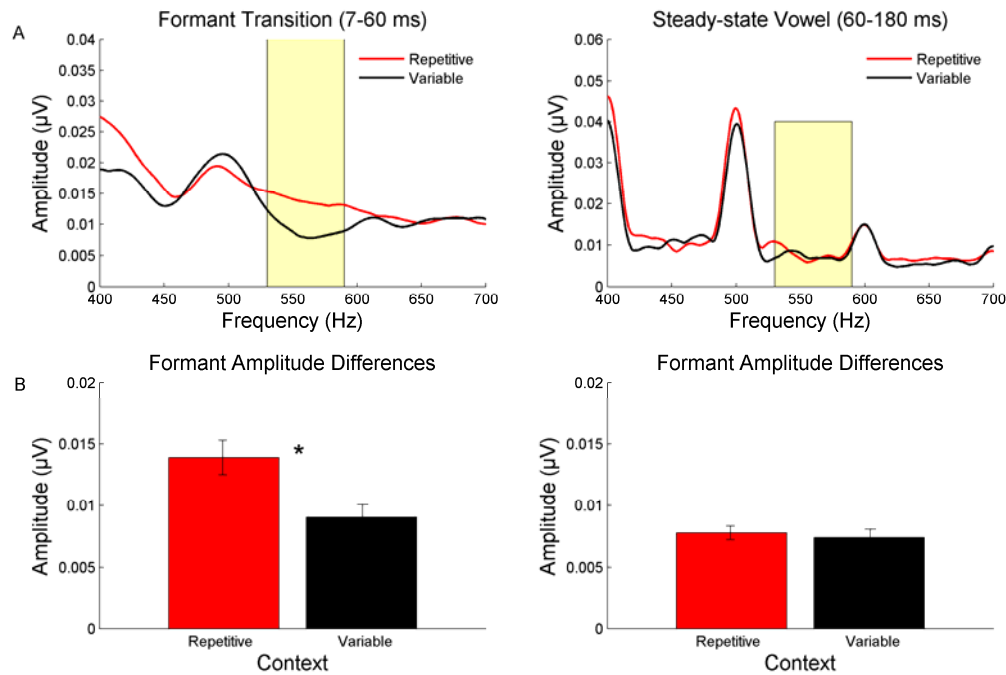 A
Formant Transition (7-60 ms)
0.04
0.035
0.03
0.025
0.02
0.015
0.01
0.005
0
Amplitude (µV)
400
450
500
550
590
650
700
Frequency (Hz)
Repetitive
Variable
Steady-state Vowel (60-180 ms)
0.06
0.05
0.04
0.03
0.02
0.01
0
Amplitude (µV)
400
450
500
550
590
650
700
Frequency (Hz)
Repetitive
Variable
B
Formant Amplitude Differences
0.02
0.015
0.01
0.005
0
Amplitude (µV)
*
Repetitive
Variable
Context
Formant Amplitude Differences
0.02
0.015
0.01
0.005
0
Amplitude (µV)
Repetitive
Variable
Context